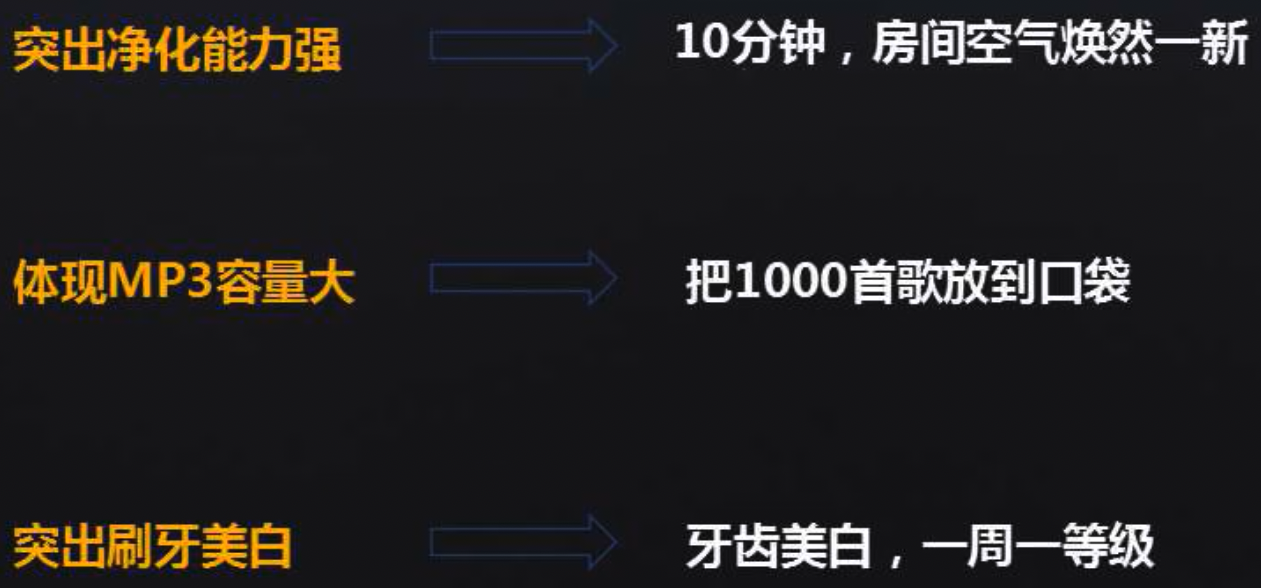 突出净化能力强
10分钟，房间空气焕然一新
体现MP3容量大
把1000首歌放到口袋
突出刷牙美白
牙齿美白，一周一等级